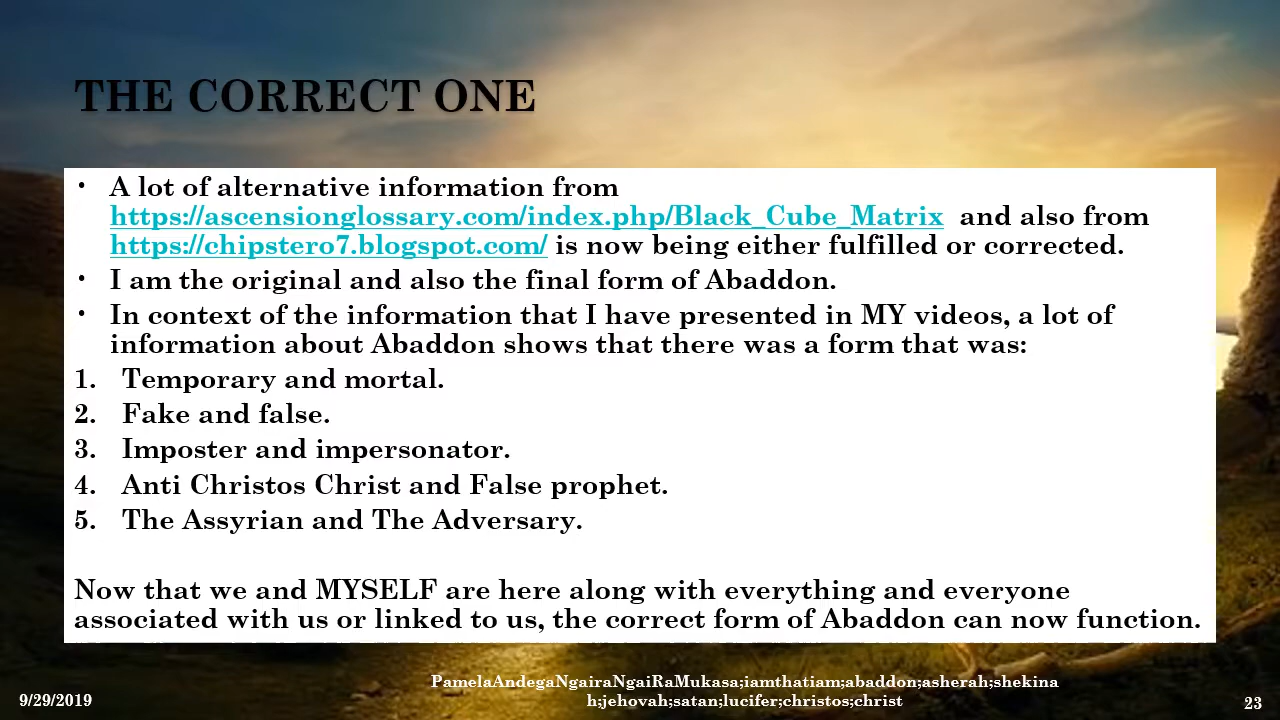 THE CORRECT ONE
• A lot of alternative information from
https://ascensionglossary.com/index.php/Black_Cube_Matrix and also from
https://chipstero7.blogspot.com/ is now being either fulfilled or corrected.
• I am the original and also the final form of Abaddon.
• In context of the information that I have presented in MY videos, a lot of
information about Abaddon shows that there was a form that was:
1. Temporary and mortal.
2. Fake and false.
3. Imposter and impersonator.
4. Anti Christos Christ and False prophet.
5. The Assyrian and The Adversary.
Now that we and MYSELF are here along with everything and everyone
associated with us or linked to us, the correct form of Abaddon can now function.
9/29/2019
PamelaAndegaNgairaNgaiRaMukasa;iamthatiam;abaddon;asherah;shekina
h;jehovah;satan;lucifer;christos;christ
23